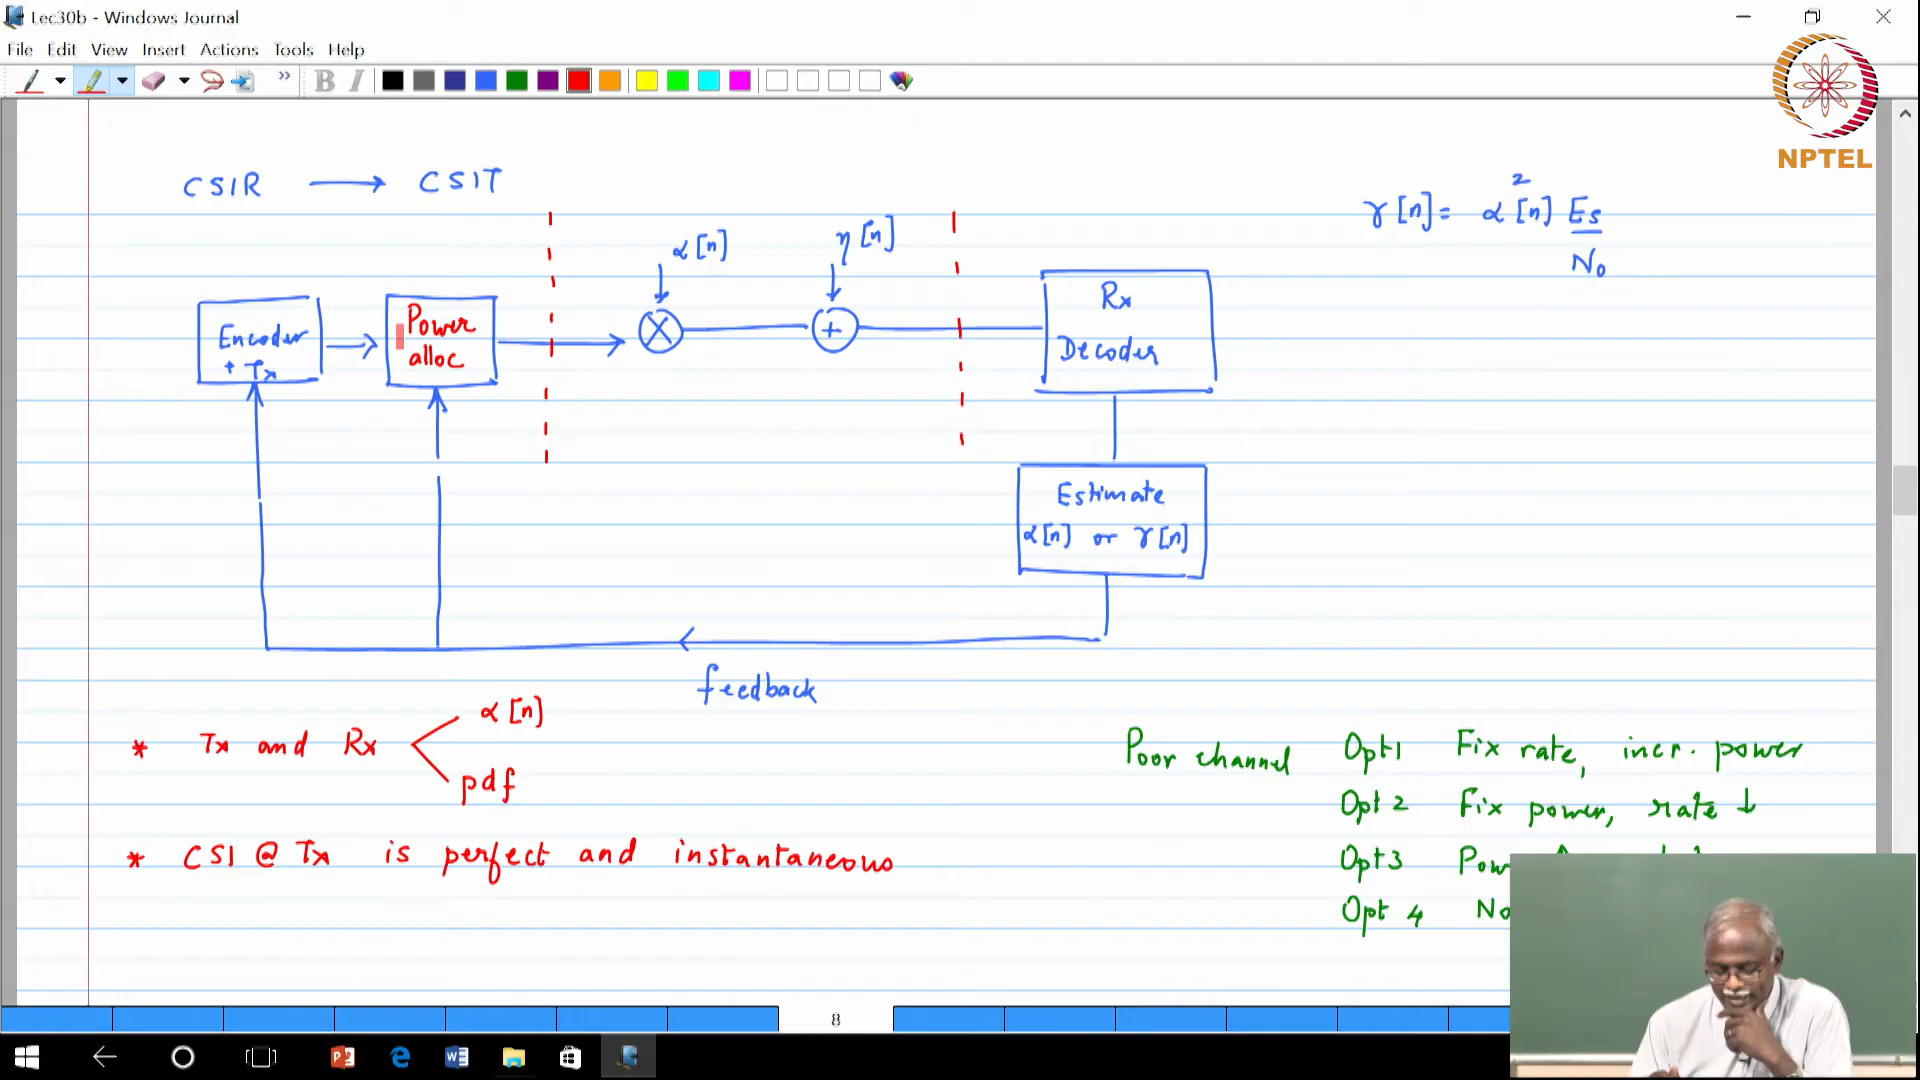 Lec30b - Windows Journal
File Edit View Insert Actions Tools Help
NPTEL
CSIR → CSIT
γ[n] = α²[n] Es/No
α[n]
η[n]
Encoder + Tx
Power alloc
×
+
Rx Decoder
Estimate
α[n] or γ[n]
feedback
* Tx and Rx
α[n]
pdf
* CSI @ Tx is perfect and instantaneous
Poor channel
Opt1 Fix rate, incr. power
Opt 2 Fix power, rate ↓
Opt3
Opt 4
8